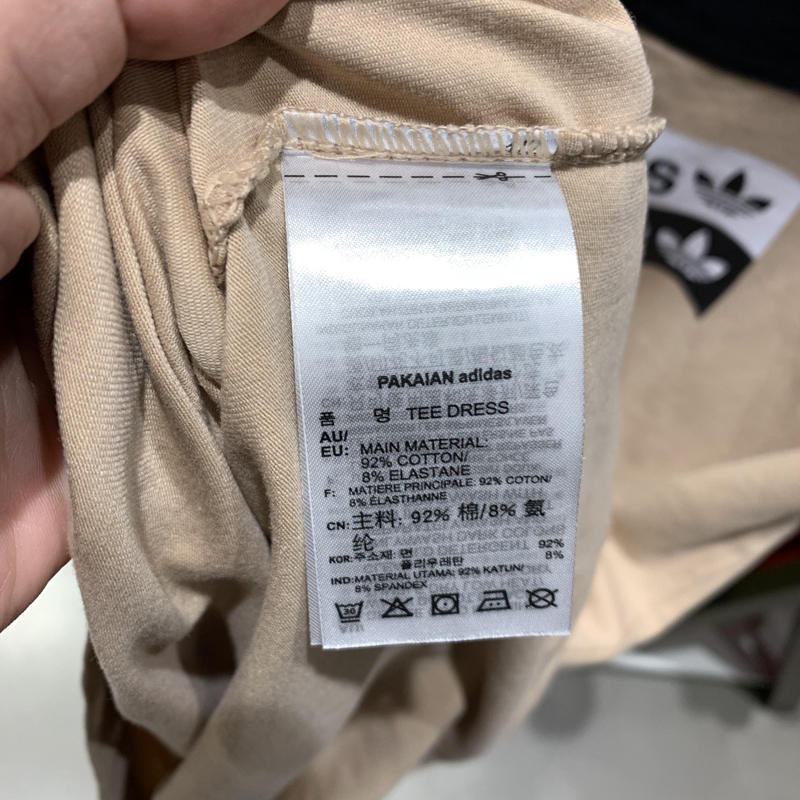 PAKAIAN adidas
품 명 TEE DRESS
AU/
EU: MAIN MATERIAL:
92% COTTON/
8% ELASTANE
F: MATIERE PRINCIPALE: 92% COTON/
8% ÉLASTHANNE
CN: 主料: 92% 棉/8% 氨
纶
KOR: 주소재: 면 92%
폴리우레탄 8%
IND: MATERIAL UTAMA: 92% KATUN/
8% SPANDEX
30